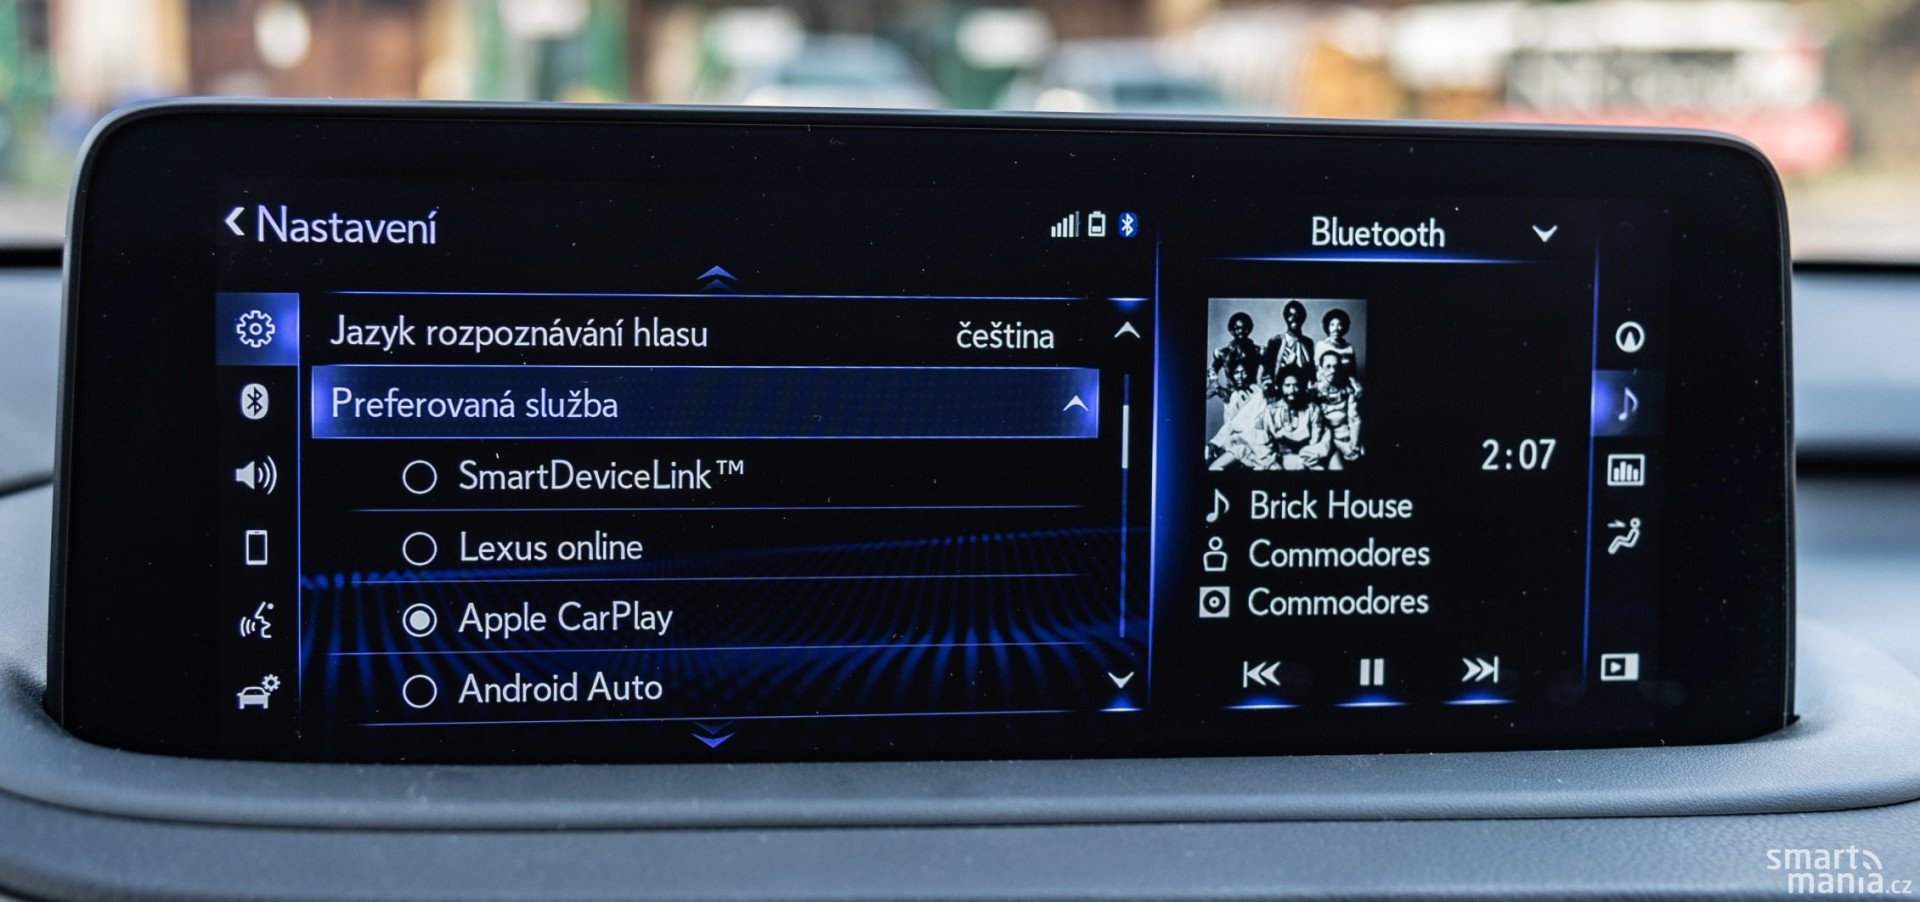 Nastavení
Jazyk rozpoznávání hlasu čeština
Preferovaná služba
SmartDeviceLink™
Lexus online
Apple CarPlay
Android Auto
Bluetooth
2:07
Brick House
Commodores
Commodores
smart
mania.cz